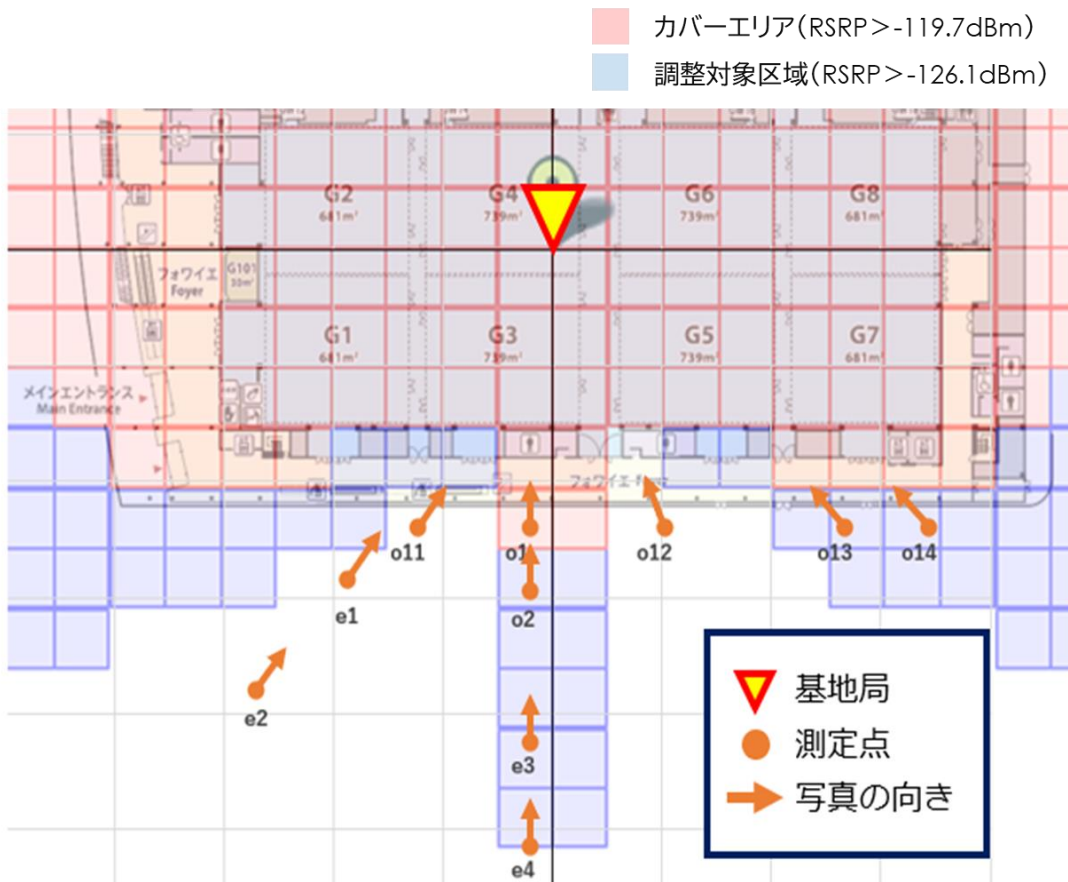 カバーエリア(RSRP>-119.7dBm)
調整対象区域(RSRP>-126.1dBm)
G2
681m²
G4
739m²
G6
739m²
G8
681m²
フォワイエ
Foyer
G101
30m²
G1
681m²
G3
739m²
G5
739m²
G7
681m²
メインエントランス
Main Entrance
フォワイエ Foyer
o11
o1
o12
o13
o14
e1
o2
e2
e3
e4
基地局
測定点
写真の向き